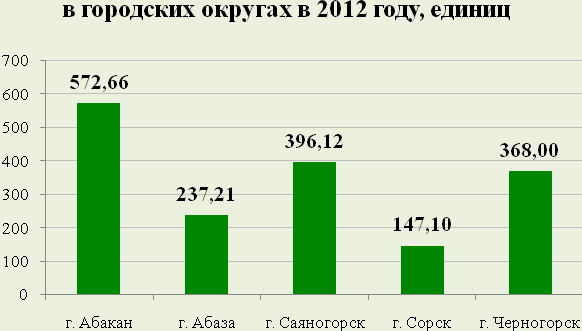 в городских округах в 2012 году, единиц
700
600
500
400
300
200
100
0
572,66
237,21
396,12
147,10
368,00
г. Абакан
г. Абаза
г. Саяногорск
г. Сорск
г. Черногорск